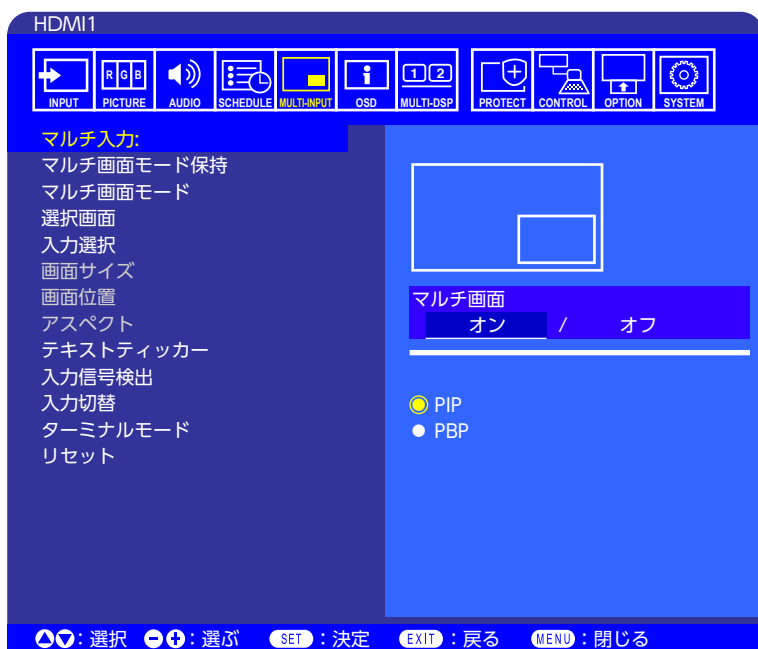 HDMI1
R G B
1 2
INPUT PICTURE AUDIO SCHEDULE MULTI-INPUT OSD MULTI-DSP PROTECT CONTROL OPTION SYSTEM
マルチ入力:
マルチ画面モード保持
マルチ画面モード
選択画面
入力選択
画面サイズ
画面位置
アスペクト
テキストティッカー
入力信号検出
入力切替
ターミナルモード
リセット
マルチ画面
オン / オフ
PIP
PBP
:選択 :選ぶ SET :決定 EXIT :戻る MENU :閉じる